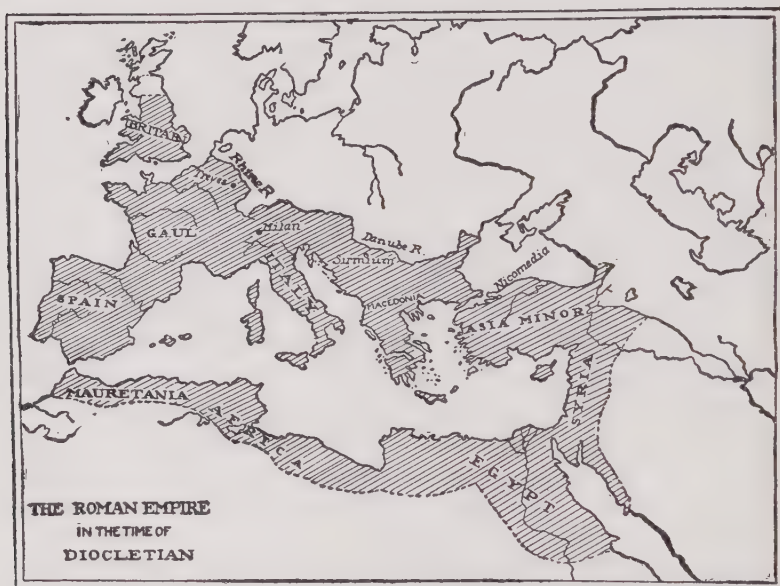 BRITAIN
Rhine R.
Treves
GAUL
Milan
Danube R.
Sirmium
Nicomedia
ITALY
SPAIN
MACEDONIA
ASIA MINOR
SYRIA
MAURETANIA
AFRICA
EGYPT
THE ROMAN EMPIRE
IN THE TIME OF
DIOCLETIAN